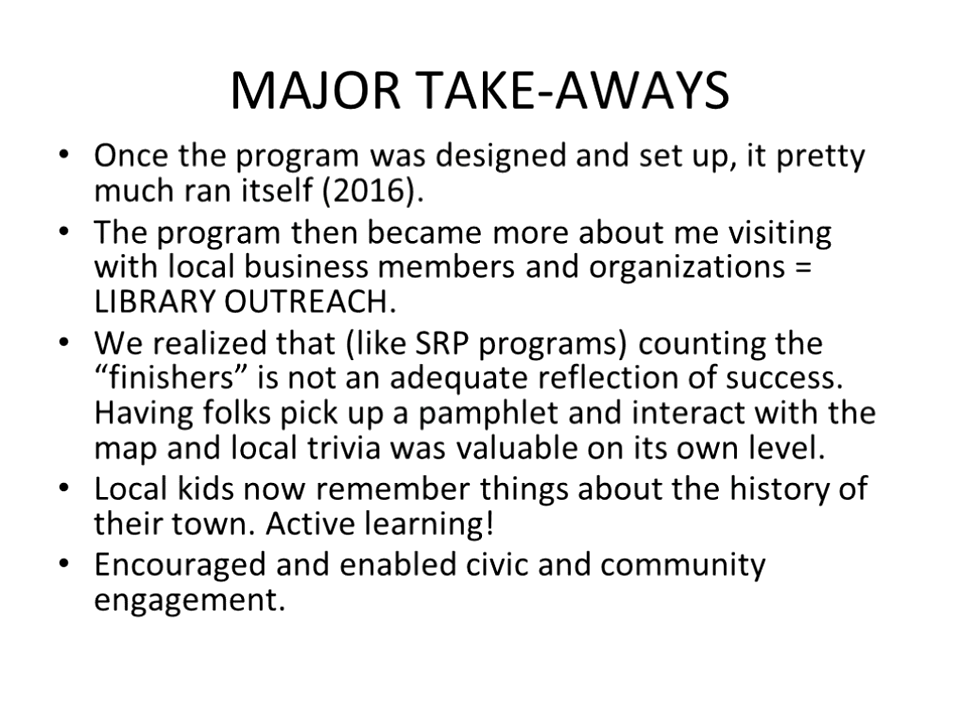 MAJOR TAKE-AWAYS
• Once the program was designed and set up, it pretty
much ran itself (2016).
• The program then became more about me visiting
with local business members and organizations =
LIBRARY OUTREACH.
• We realized that (like SRP programs) counting the
“finishers” is not an adequate reflection of success.
Having folks pick up a pamphlet and interact with the
map and local trivia was valuable on its own level.
• Local kids now remember things about the history of
their town. Active learning!
• Encouraged and enabled civic and community
engagement.